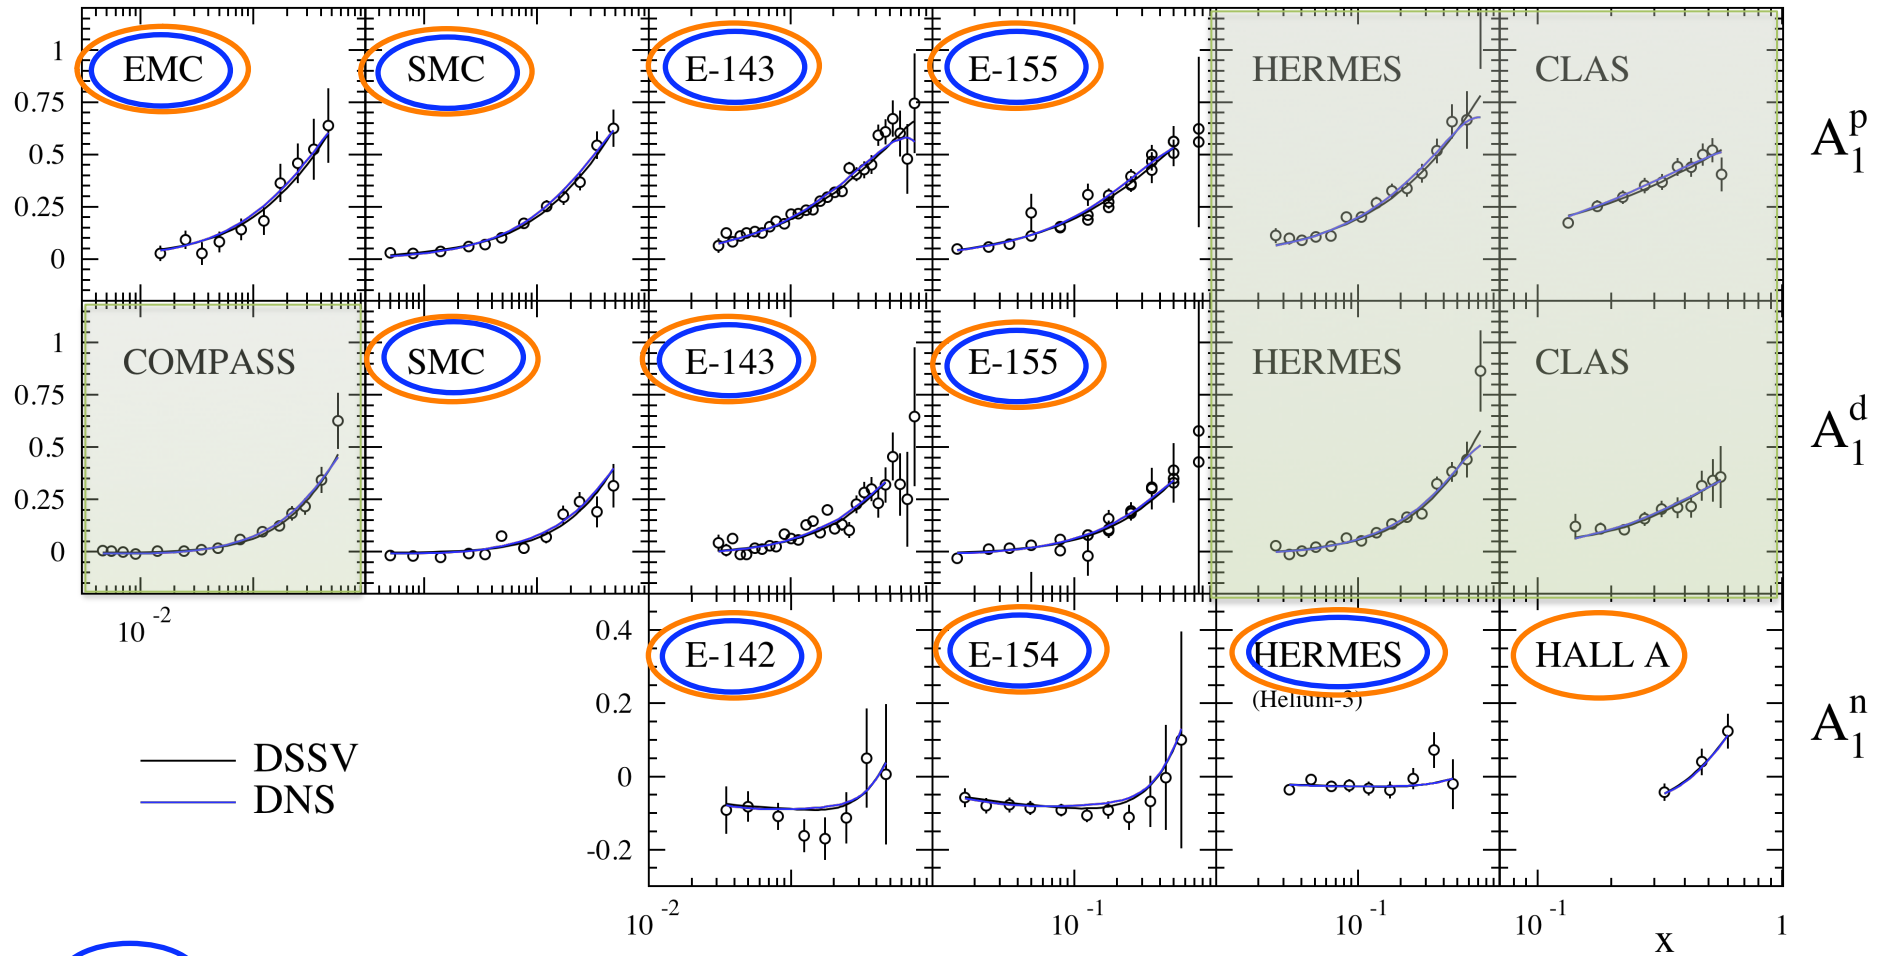 EMC SMC E-143 E-155 HERMES CLAS
1
0.75
0.5
0.25
0
A₁ᵖ
COMPASS SMC E-143 E-155 HERMES CLAS
1
0.75
0.5
0.25
0
A₁ᵈ
10⁻²
E-142 E-154 HERMES HALL A
(Helium-3)
0.4
0.2
0
-0.2
A₁ⁿ
DSSV
DNS
10⁻² 10⁻¹ 10⁻¹ 10⁻¹ 1
x